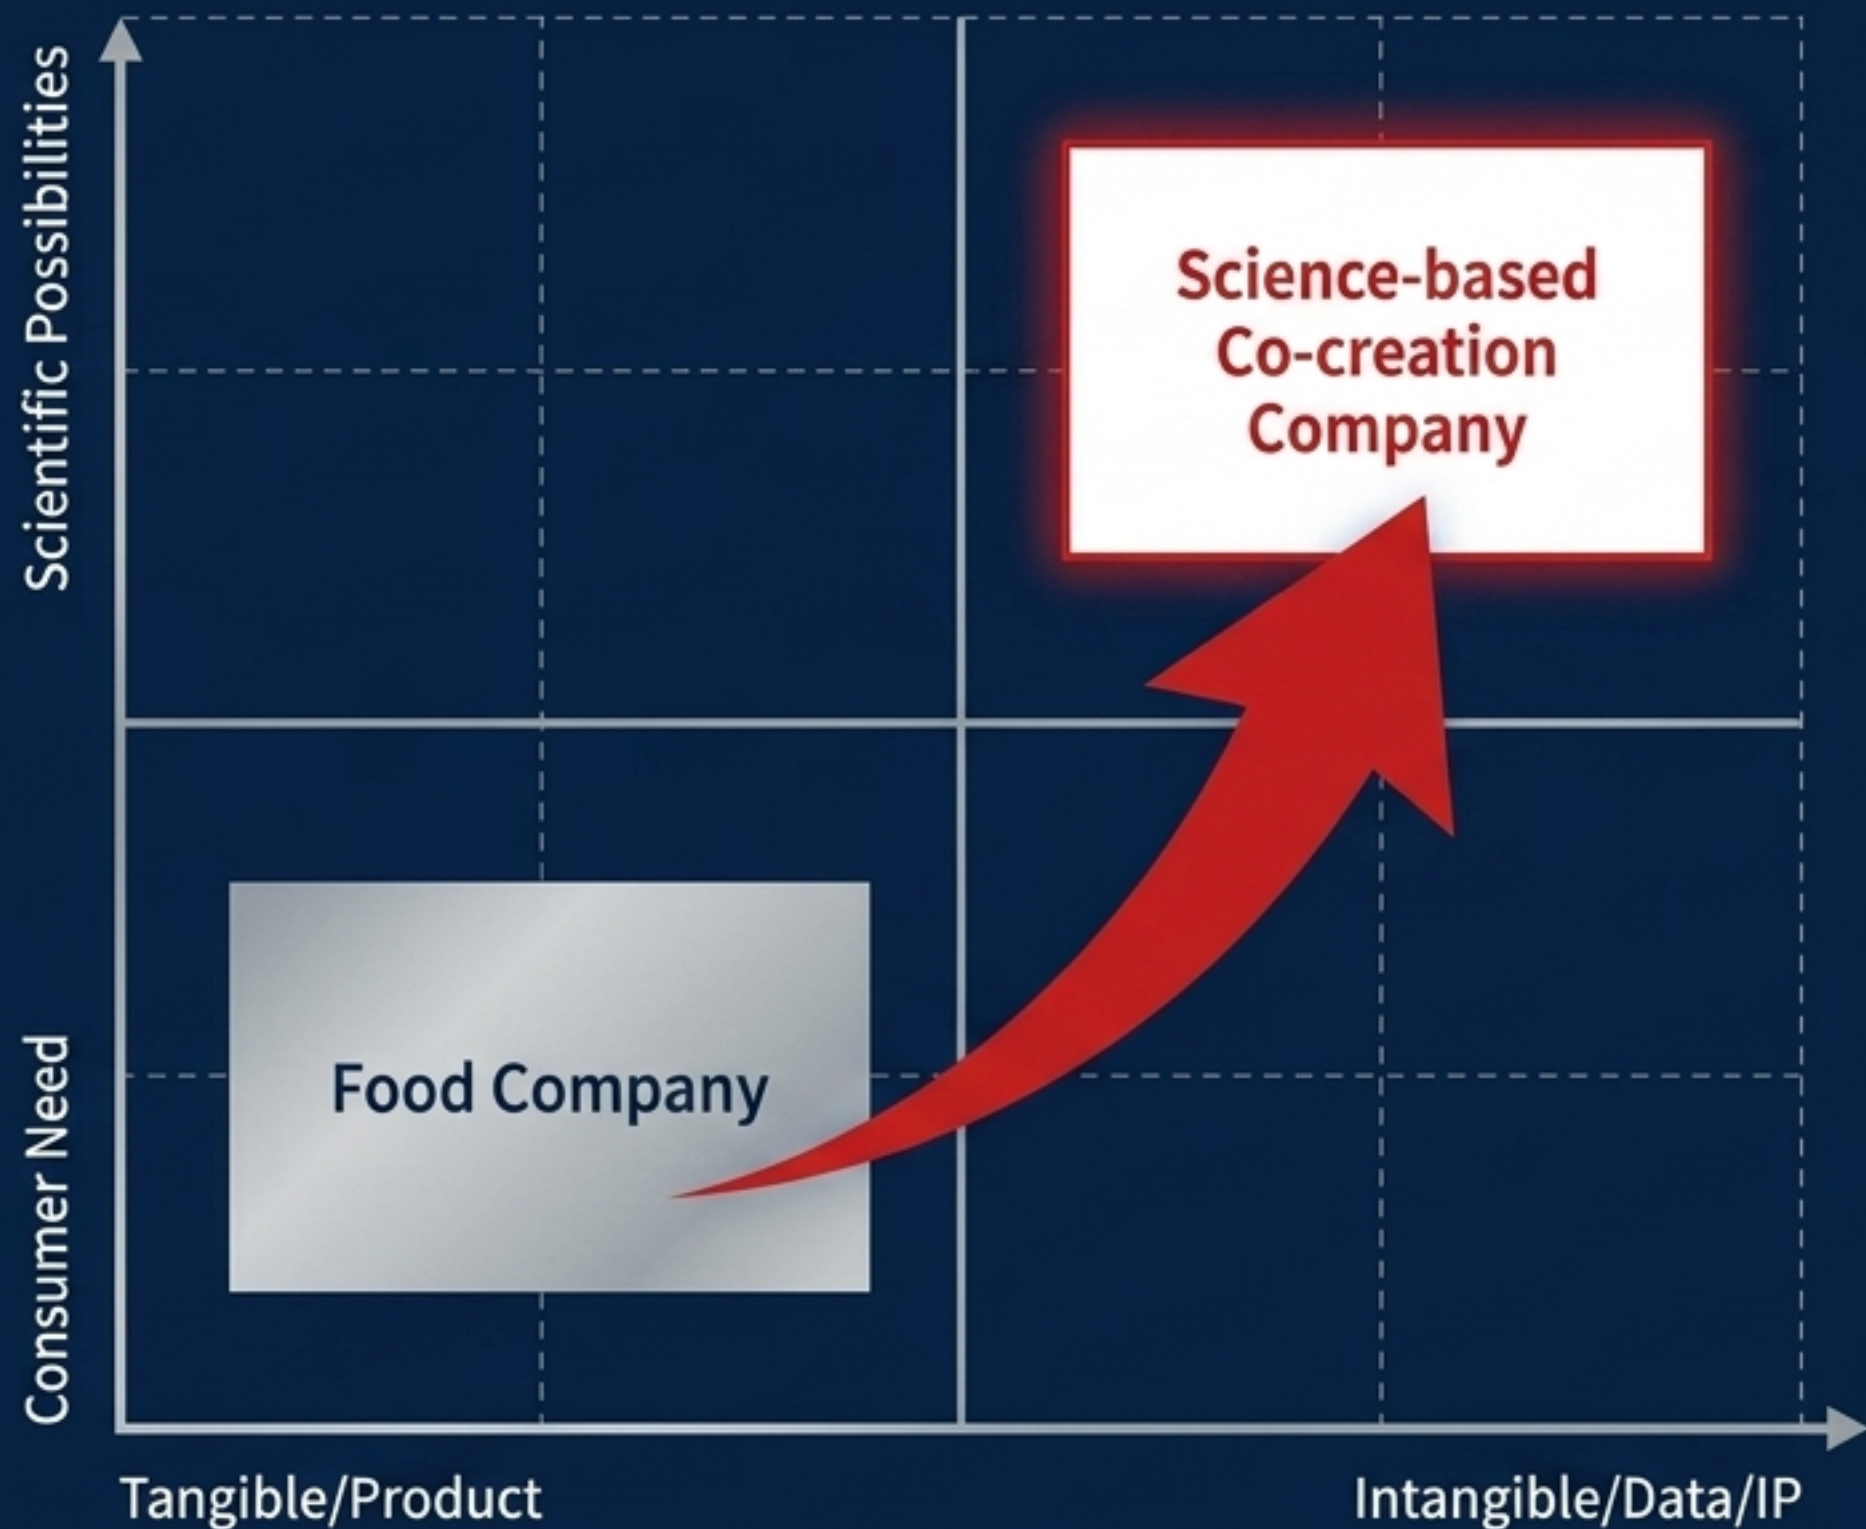 Scientific Possibilities
Science-based
Co-creation
Company
Food Company
Consumer Need
Tangible/Product
Intangible/Data/IP